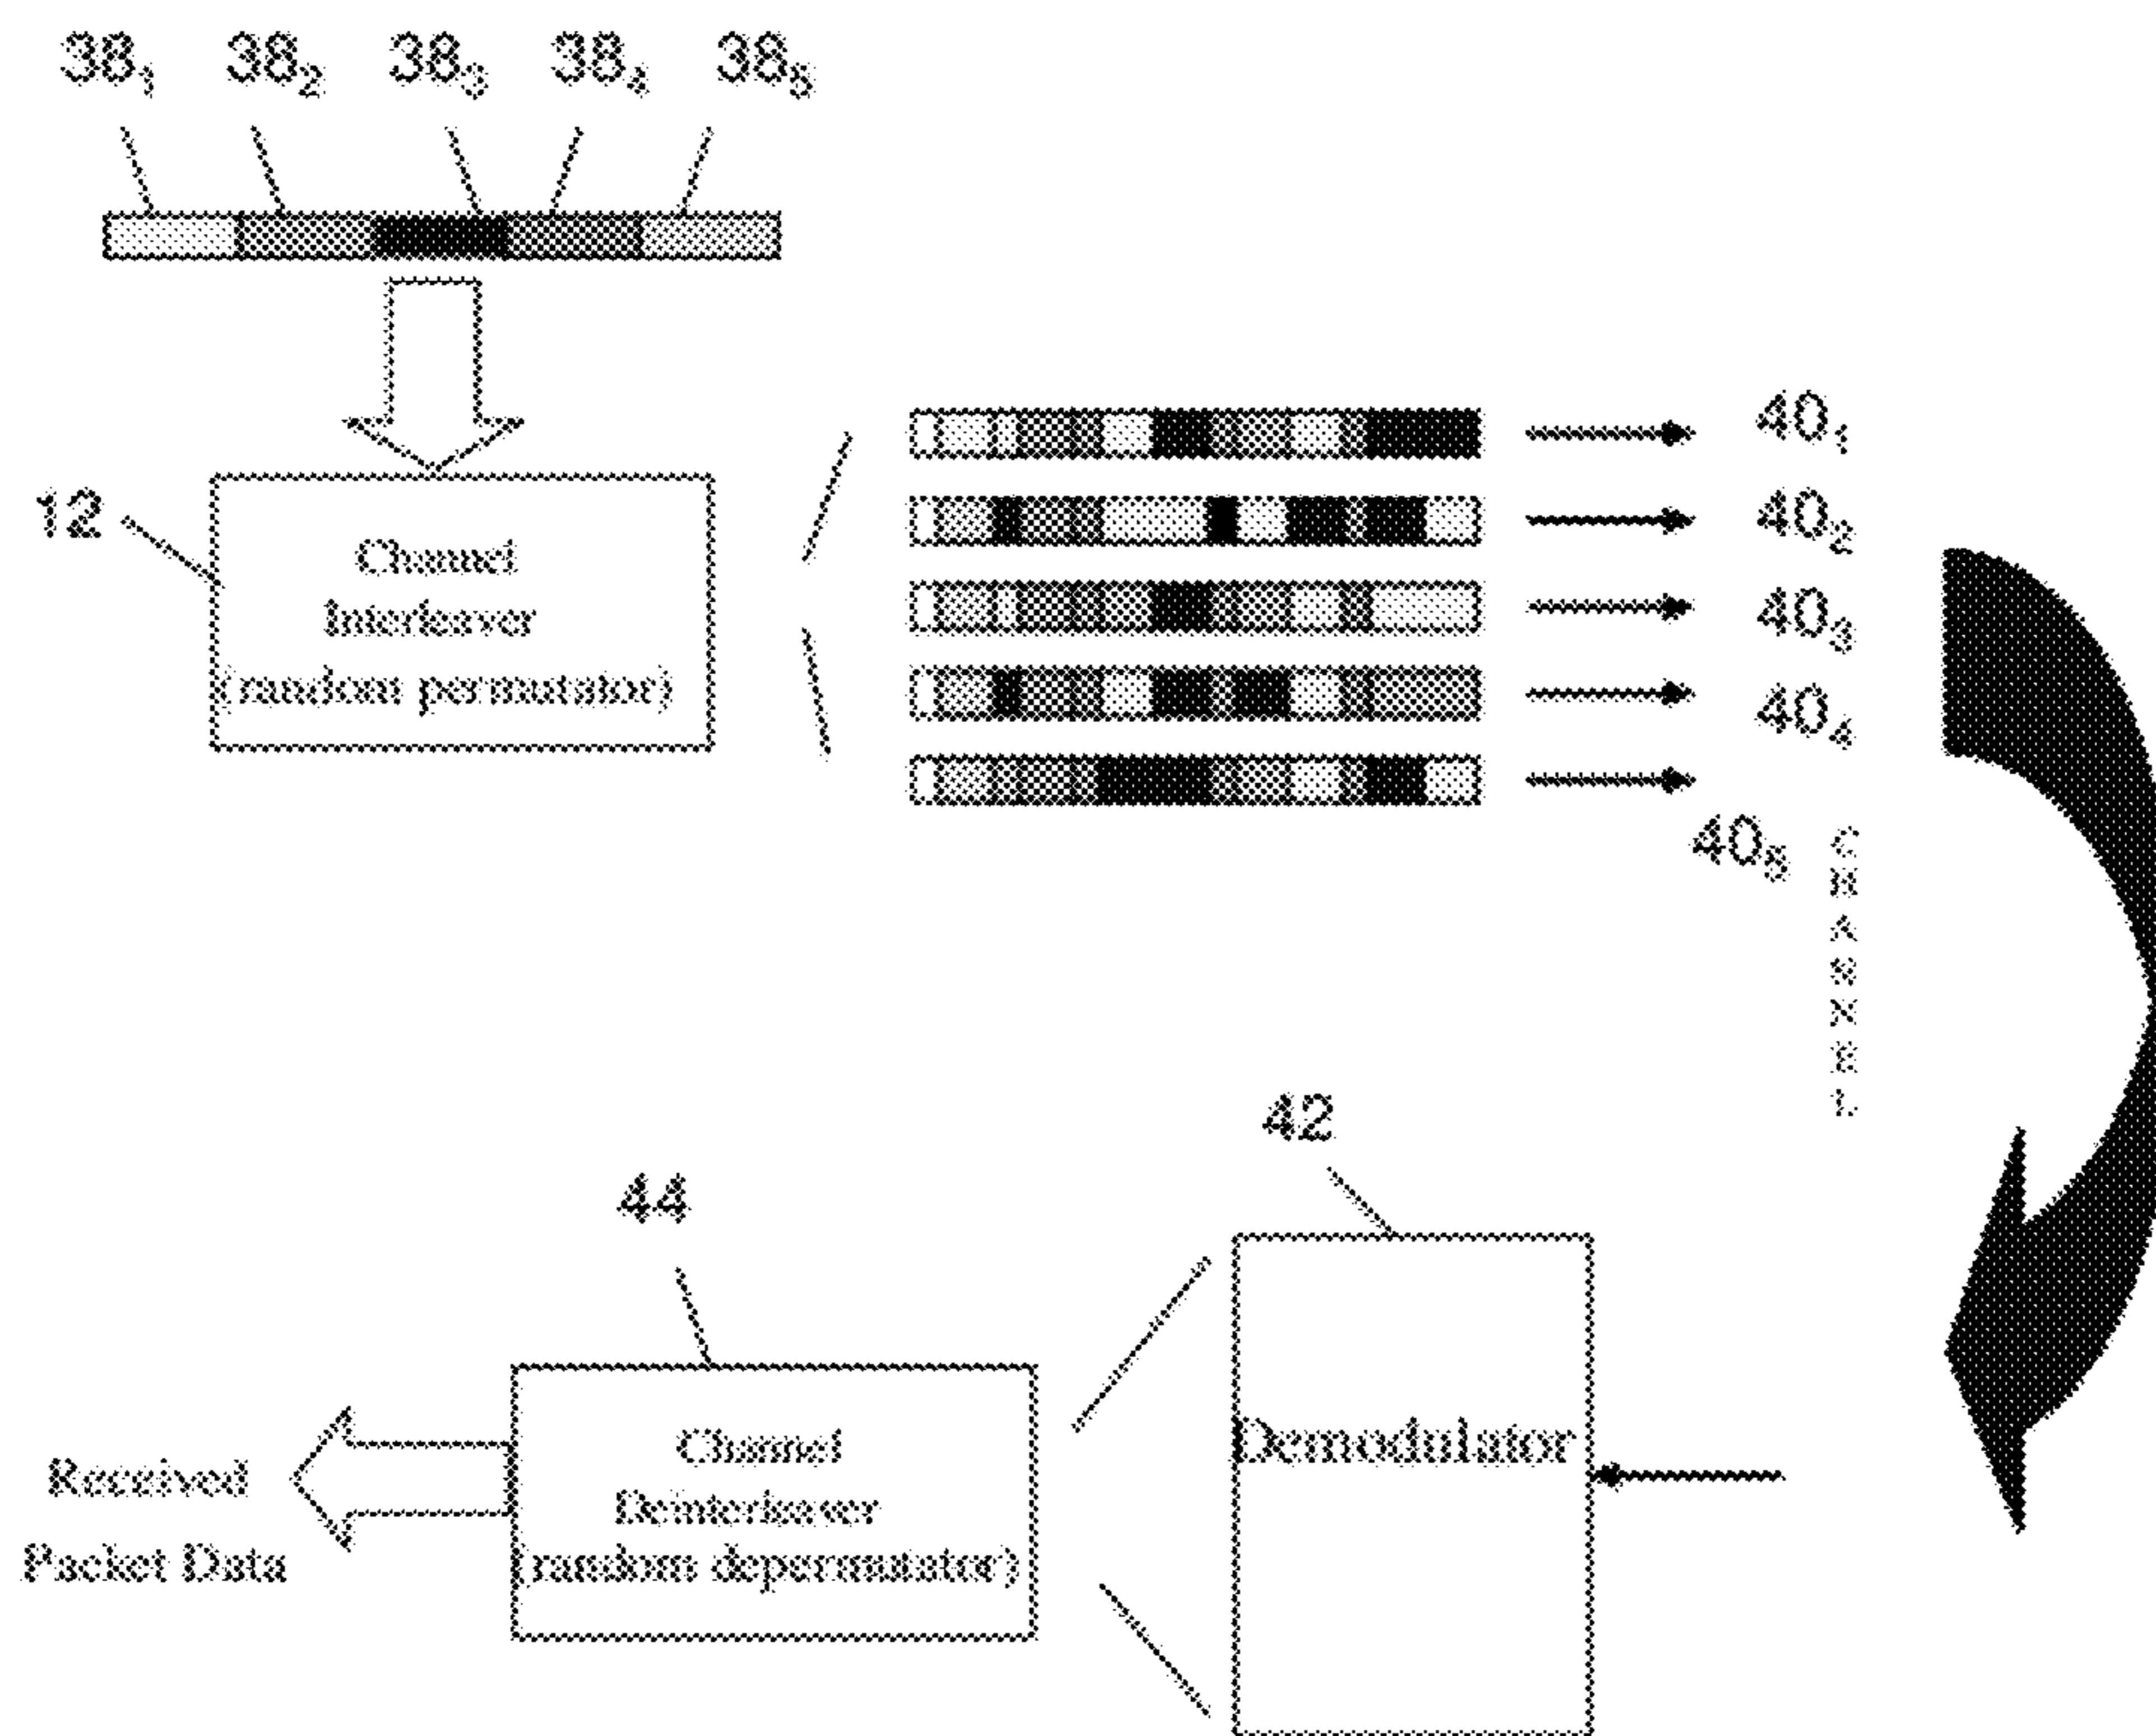 38₁ 38₂ 38₃ 38₄ 38₅
12
Channel
Interleaver
(random permutator)
40₁
40₂
40₃
40₄
40₅
CHANNEL
42
44
Demodulator
Channel
Deinterleaver
(random depermutator)
Received
Packet Data